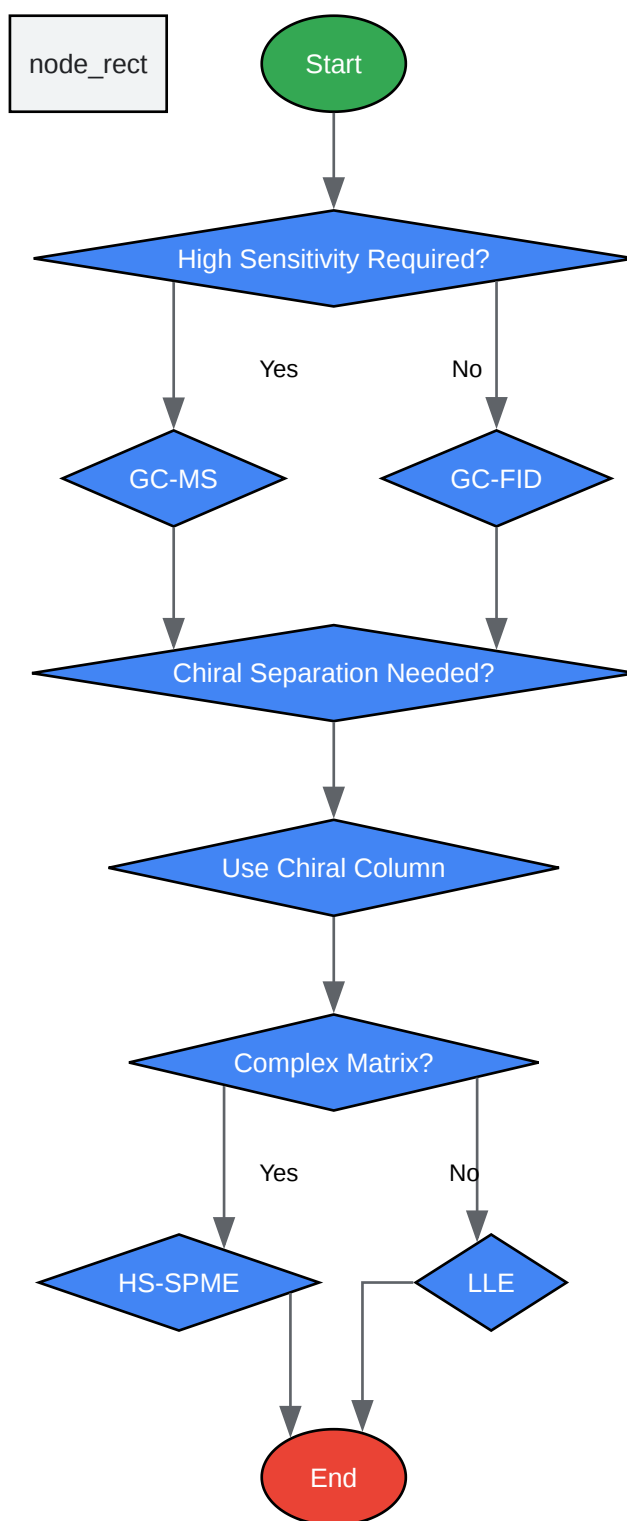 node_rect
Start
High Sensitivity Required?
Yes
No
GC-MS
GC-FID
Chiral Separation Needed?
Use Chiral Column
Complex Matrix?
Yes
No
HS-SPME
LLE
End